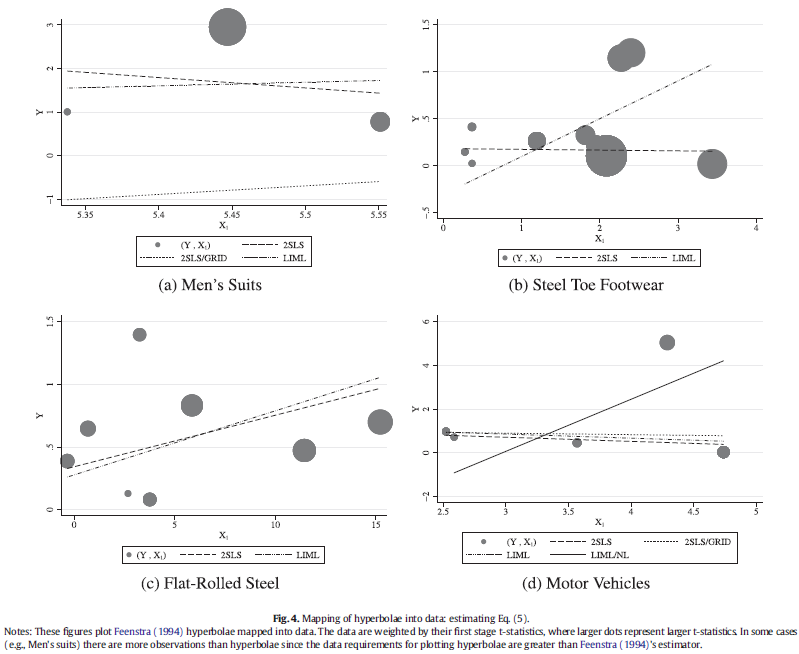 3
2
1
0
−1
Y
5.35
5.4
5.45
5.5
5.55
X₁
(Y , X₁)
2SLS
2SLS/GRID
LIML
(a) Men's Suits
1.5
1
.5
0
−.5
Y
0
1
2
3
4
X₁
(Y , X₁)
2SLS
LIML
(b) Steel Toe Footwear
1.5
1
.5
0
Y
0
5
10
15
X₁
(Y , X₁)
2SLS
LIML
(c) Flat-Rolled Steel
6
4
2
0
−2
Y
2.5
3
3.5
4
4.5
5
X₁
(Y , X₁)
2SLS
2SLS/GRID
LIML
LIML/NL
(d) Motor Vehicles
Fig. 4. Mapping of hyperbolae into data: estimating Eq. (5).
Notes: These figures plot Feenstra (1994) hyperbolae mapped into data. The data are weighted by their first stage t-statistics, where larger dots represent larger t-statistics. In some cases
(e.g., Men's suits) there are more observations than hyperbolae since the data requirements for plotting hyperbolae are greater than Feenstra (1994)'s estimator.